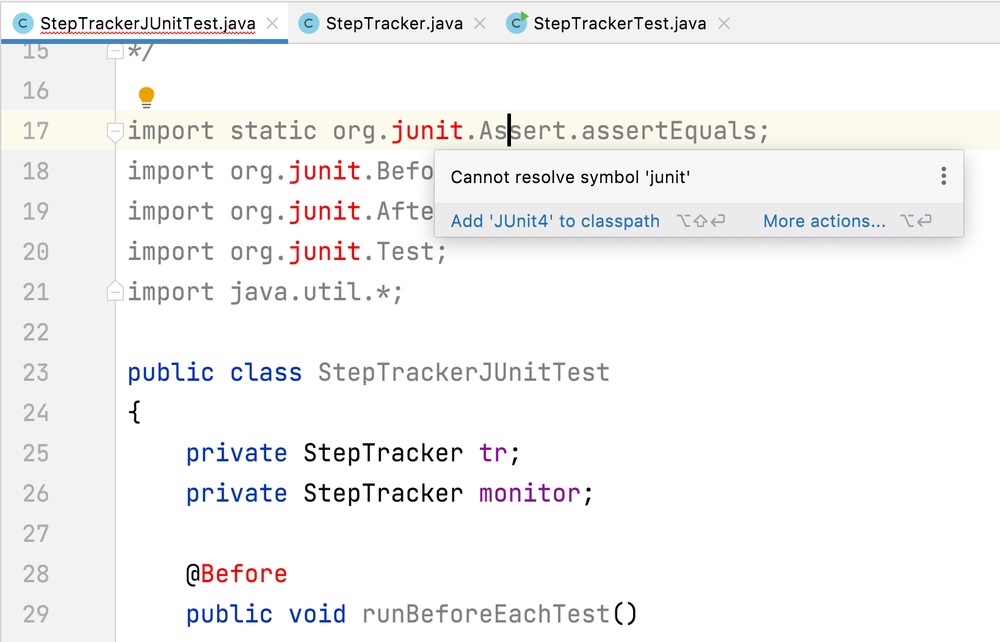 StepTrackerJUnitTest.java StepTracker.java StepTrackerTest.java
15 */
16
17 import static org.junit.Assert.assertEquals;
18 import org.junit.Befo
Cannot resolve symbol 'junit'
19 import org.junit.Afte
Add 'JUnit4' to classpath ⌥⇧⏎ More actions... ⌥⏎
20 import org.junit.Test;
21 import java.util.*;
22
23 public class StepTrackerJUnitTest
24 {
25 private StepTracker tr;
26 private StepTracker monitor;
27
28 @Before
29 public void runBeforeEachTest()